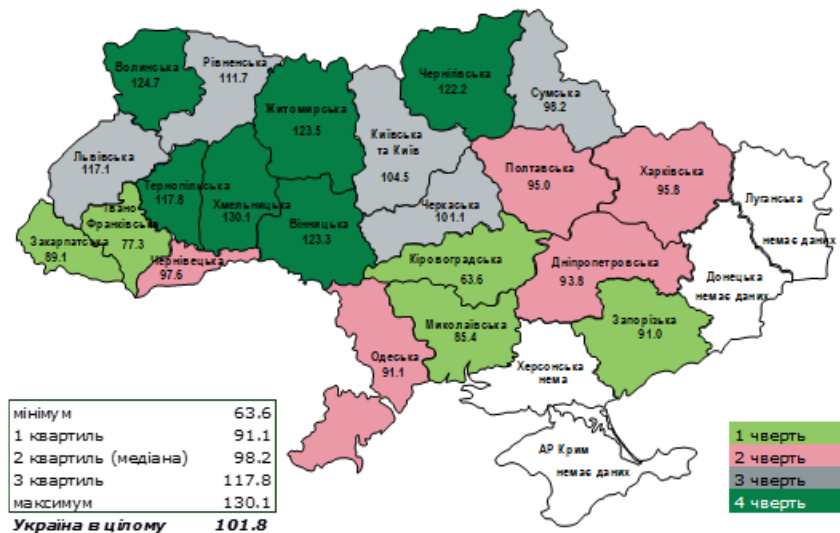 Волинська
124.7
Рівненська
111.7
Житомирська
123.5
Київська
та Київ
104.5
Чернігівська
122.2
Сумська
98.2
Львівська
117.1
Тернопільська
117.8
Хмельницька
130.1
Вінницька
123.3
Черкаська
101.1
Полтавська
95.0
Харківська
95.8
Луганська
немає даних
Івано
Франківська
77.3
Закарпатська
89.1
Чернівецька
97.6
Кіровоградська
63.6
Дніпропетровська
93.8
Донецька
немає даних
Одеська
91.1
Миколаївська
85.4
Запорізька
91.0
Херсонська
нема
АР Крим
немає даних
мінімум 63.6
1 квартиль 91.1
2 квартиль (медіана) 98.2
3 квартиль 117.8
максимум 130.1
Україна в цілому 101.8
1 чверть
2 чверть
3 чверть
4 чверть